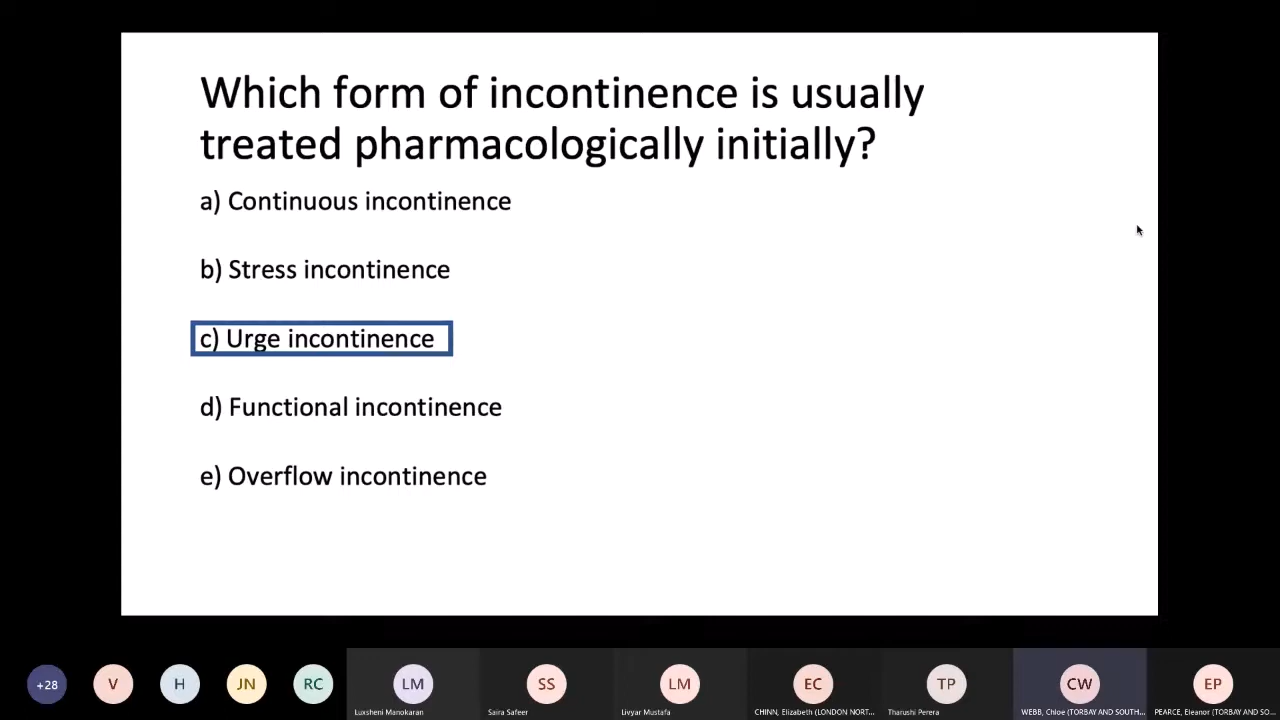 Which form of incontinence is usually
treated pharmacologically initially?
a) Continuous incontinence
b) Stress incontinence
c) Urge incontinence
d) Functional incontinence
e) Overflow incontinence
+28
V
H
JN
RC
LM
SS
LM
EC
TP
CW
EP
Luxsheni Manokaran
Saira Safeer
Livyar Mustafa
CHINN, Elizabeth (LONDON NORT...
Tharushi Perera
WEBB, Chloe (TORBAY AND SOUTH...
PEARCE, Eleanor (TORBAY AND SO...